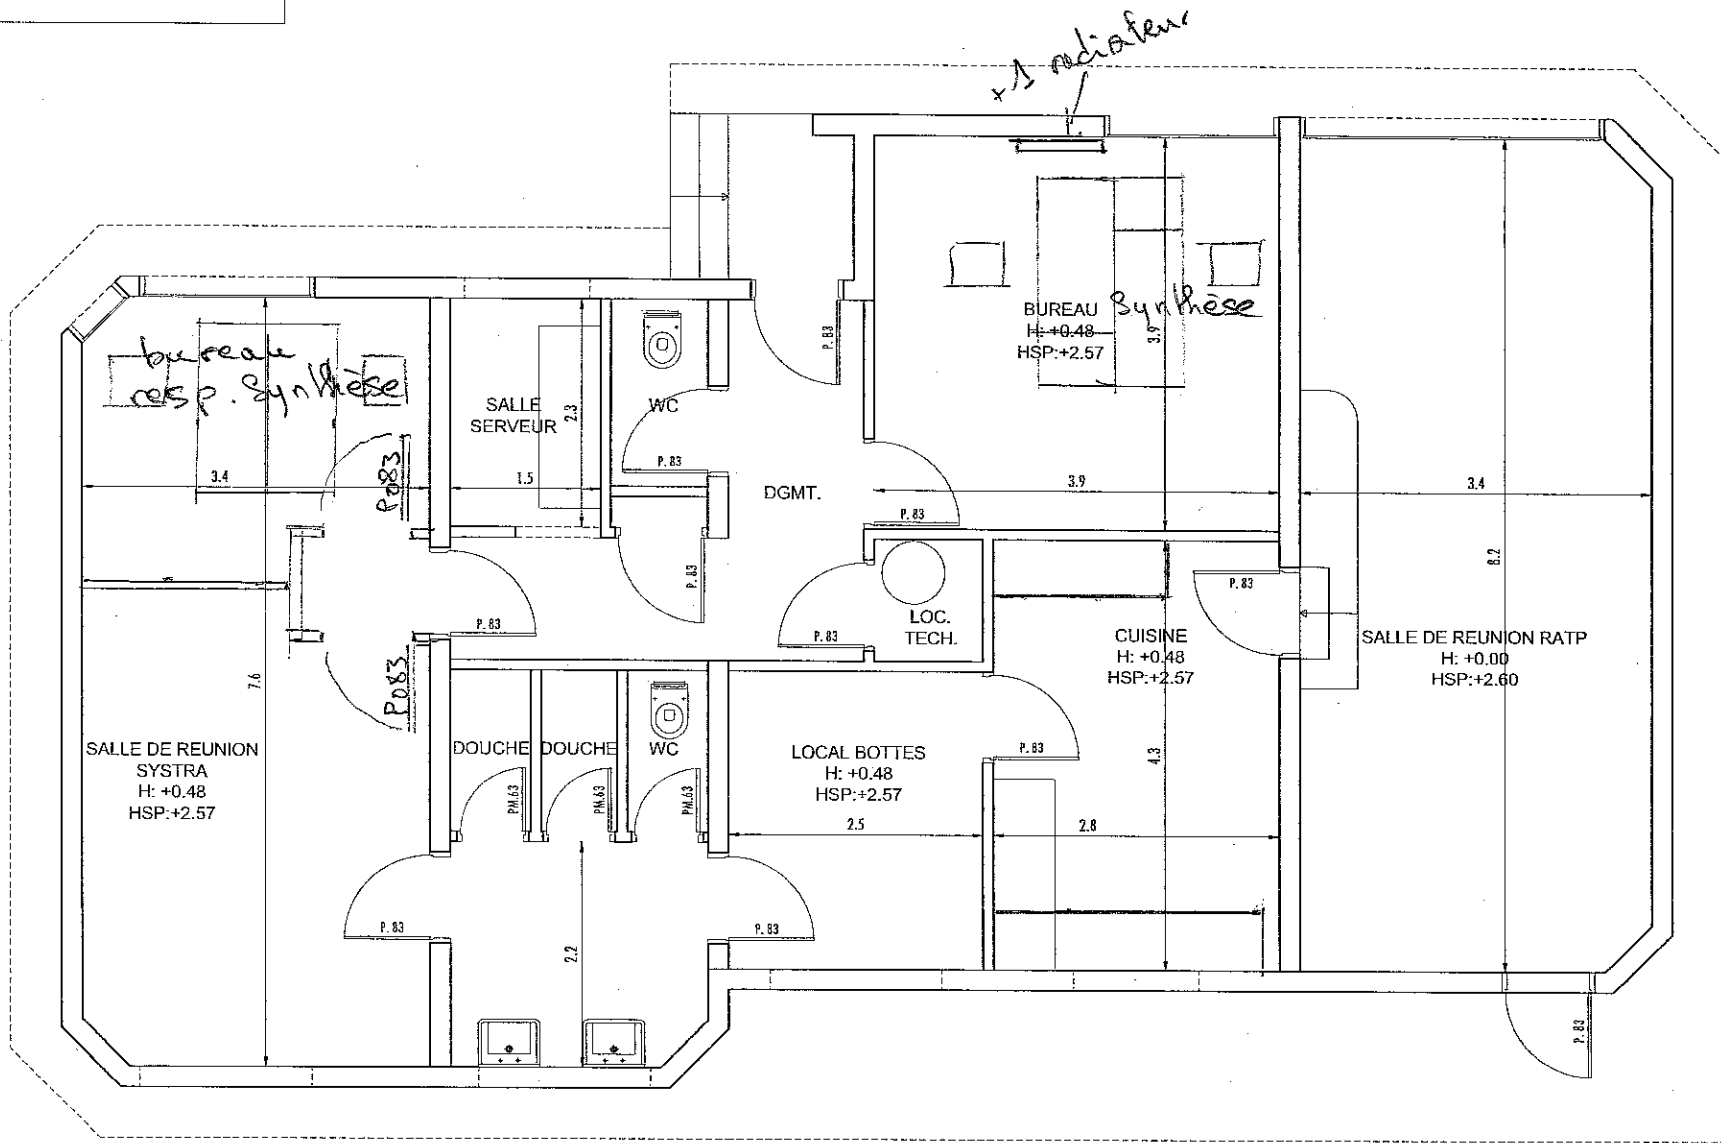 +1 radiateur
BUREAU Synthèse
H: +0.48
HSP:+2.57
3.9
bureau
resp. Synthèse
SALLE
SERVEUR
2.3
WC
P. 83
P. 83
P083
3.4
1.5
DGMT.
3.9
3.4
P. 83
8.2
P. 83
P. 83
LOC.
TECH.
P. 83
P. 83
CUISINE
H: +0.48
HSP:+2.57
SALLE DE REUNION RATP
H: +0.00
HSP:+2.60
7.6
P083
SALLE DE REUNION
SYSTRA
H: +0.48
HSP:+2.57
DOUCHE
DOUCHE
WC
LOCAL BOTTES
H: +0.48
HSP:+2.57
P. 83
4.3
PM.63
PM.63
PM.63
2.5
2.8
P. 83
P. 83
2.2
P. 83